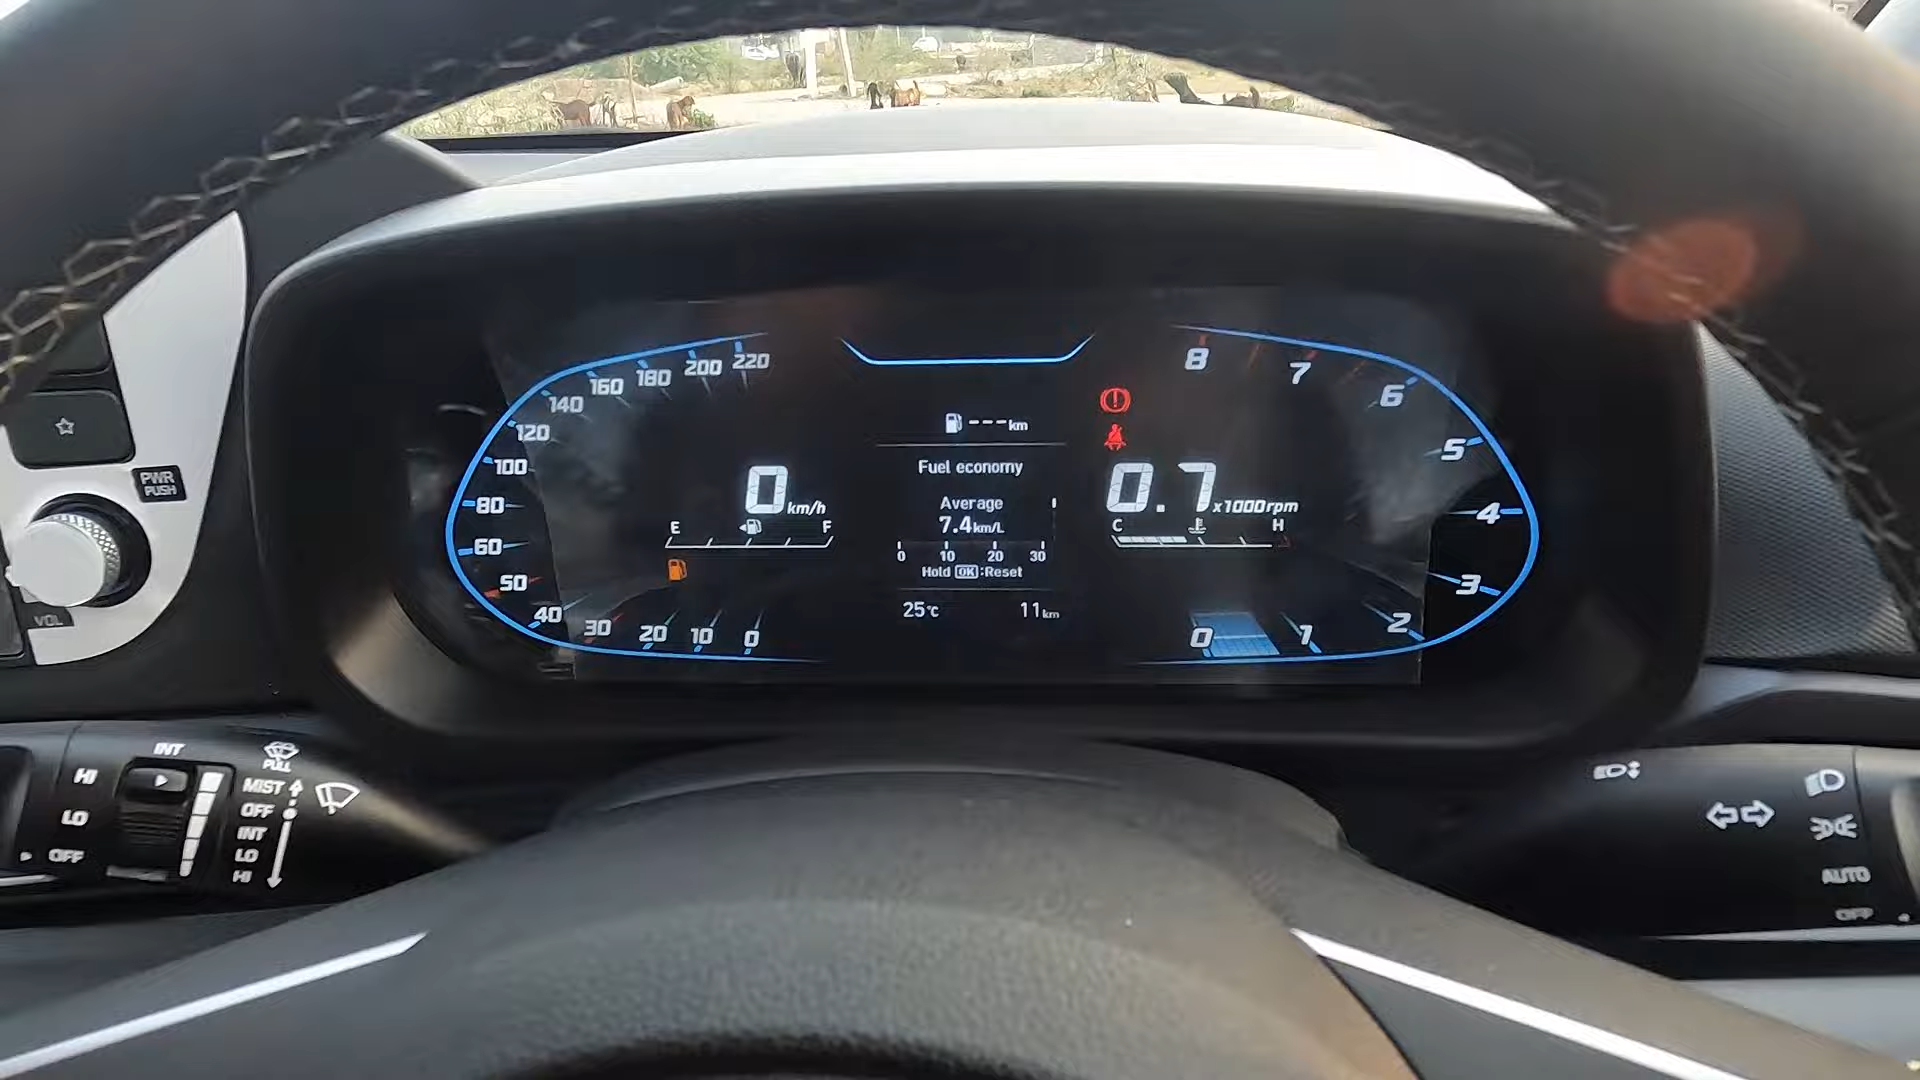 8
7
6
5
4
3
2
1
0
220
200
180
160
140
120
100
80
60
50
40
30
20
10
0
---km
Fuel economy
Average
7.4km/L
0 10 20 30
Hold OK:Reset
25°C 11km
0km/h
E F
0.7x1000rpm
C H
PWR
PUSH
VOL
INT
HI
LO
OFF
PULL
MIST
OFF
INT
LO
HI
AUTO
OFF